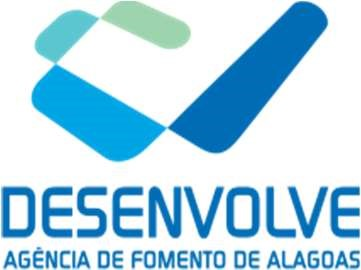 DESENVOLVE
AGÊNCIA DE FOMENTO DE ALAGOAS